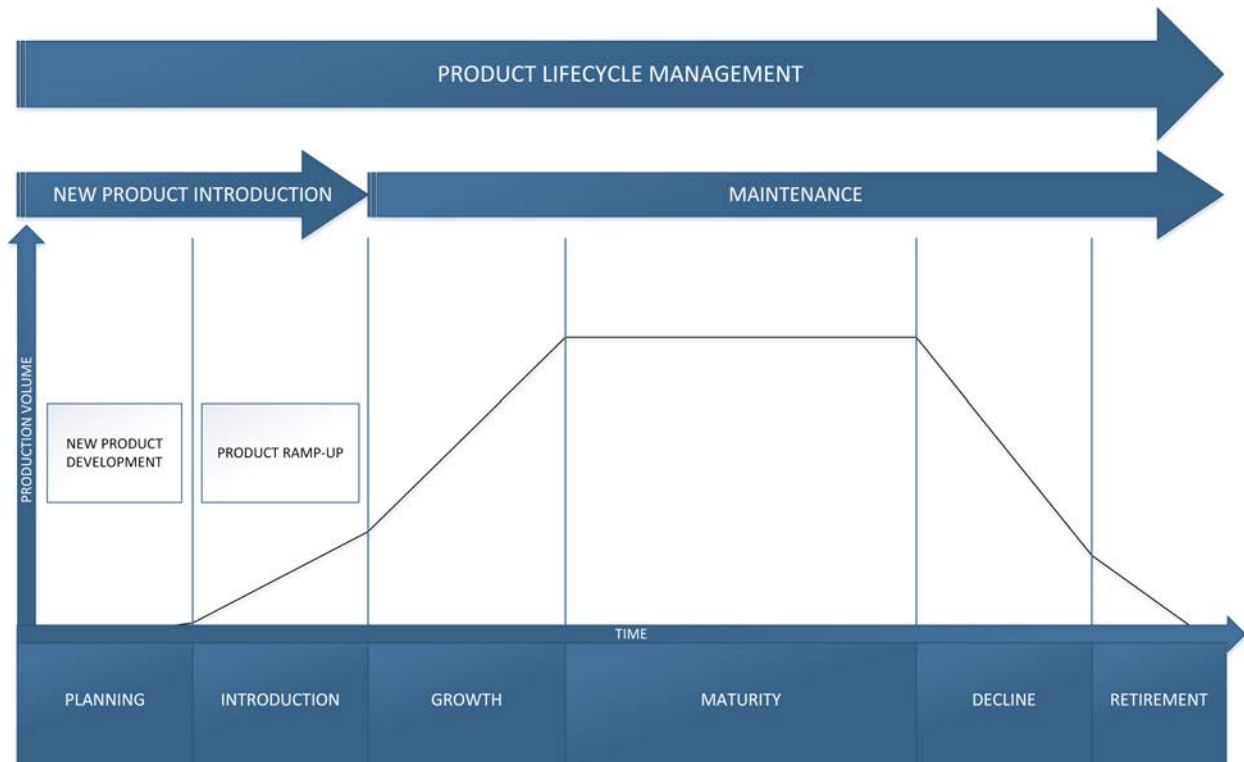 PRODUCT LIFECYCLE MANAGEMENT
NEW PRODUCT INTRODUCTION
MAINTENANCE
PRODUCTION VOLUME
NEW PRODUCT
DEVELOPMENT
PRODUCT RAMP-UP
TIME
PLANNING
INTRODUCTION
GROWTH
MATURITY
DECLINE
RETIREMENT